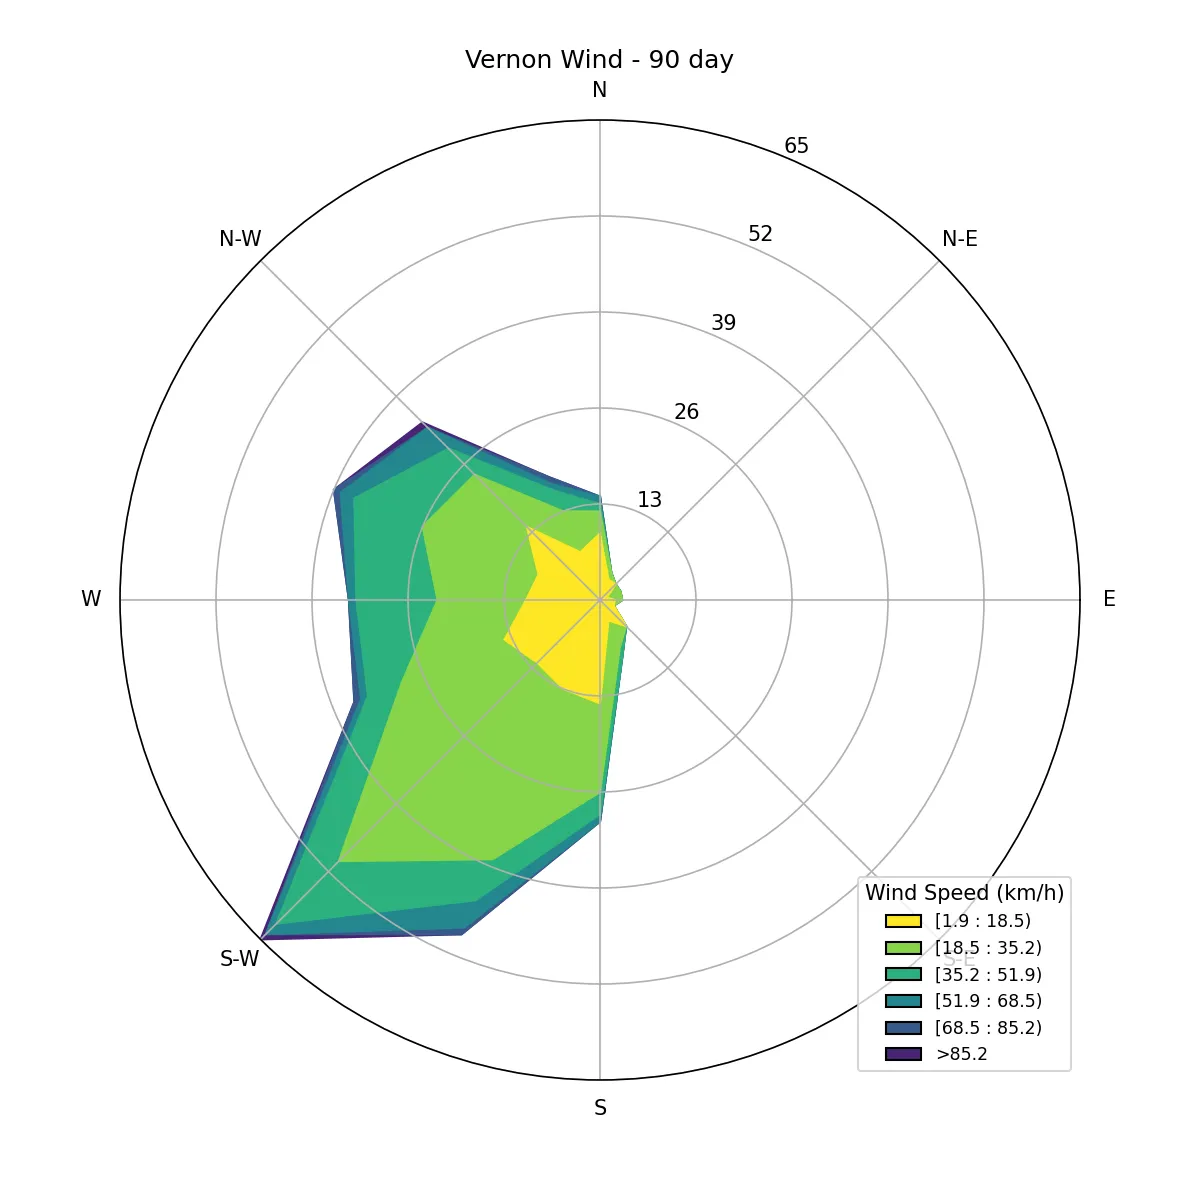 Vernon Wind - 90 day
N
65
N-W
52
N-E
39
26
13
W
E
Wind Speed (km/h)
[1.9 : 18.5)
[18.5 : 35.2)
S-W
S-E
[35.2 : 51.9)
[51.9 : 68.5)
[68.5 : 85.2)
>85.2
S